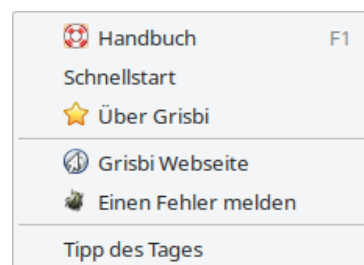 Handbuch F1
Schnellstart
Über Grisbi
Grisbi Webseite
Einen Fehler melden
Tipp des Tages